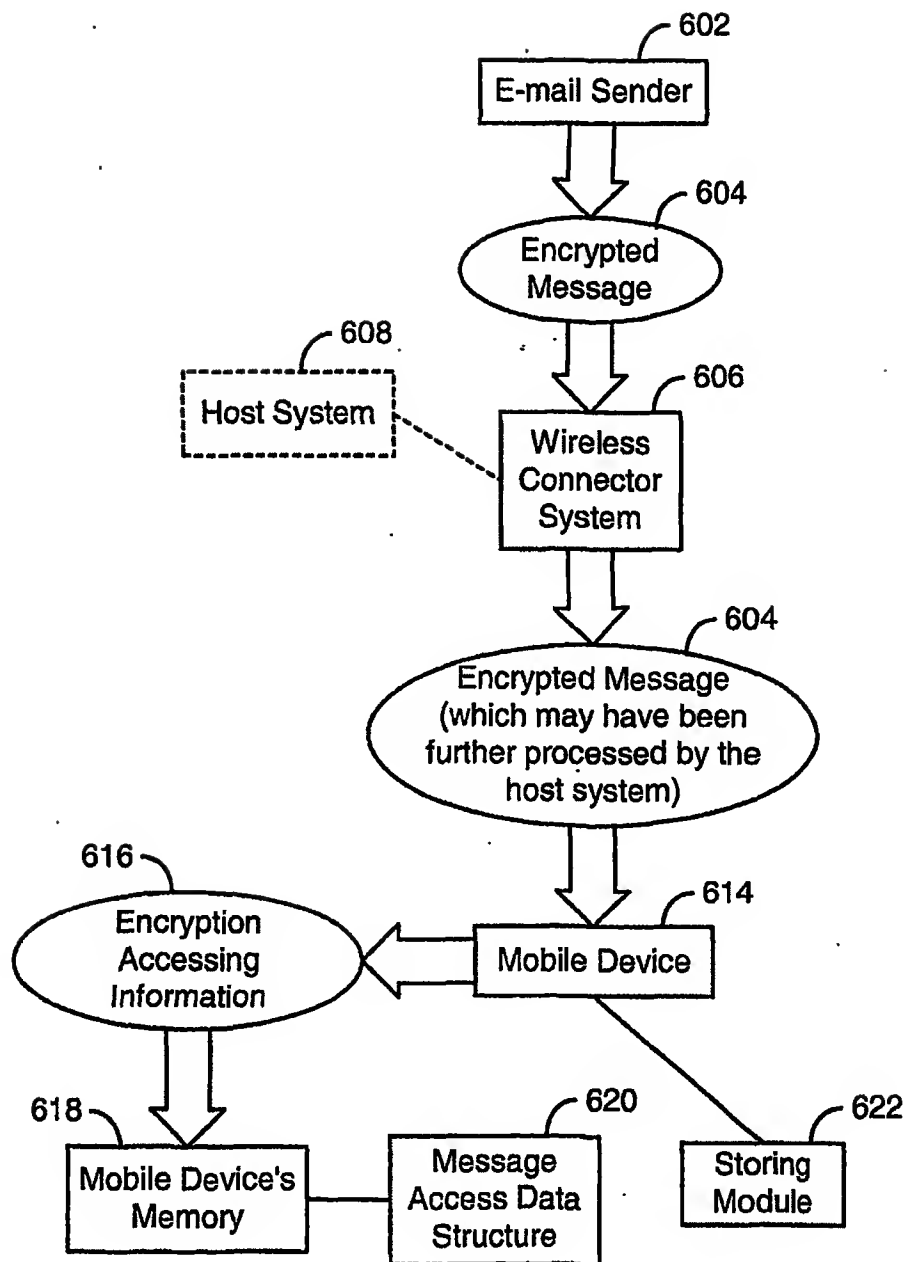 602
E-mail Sender
604
Encrypted
Message
608
Host System
606
Wireless
Connector
System
604
Encrypted Message
(which may have been
further processed by the
host system)
616
Encryption
Accessing
Information
614
Mobile Device
618
Mobile Device's
Memory
620
Message
Access Data
Structure
622
Storing
Module